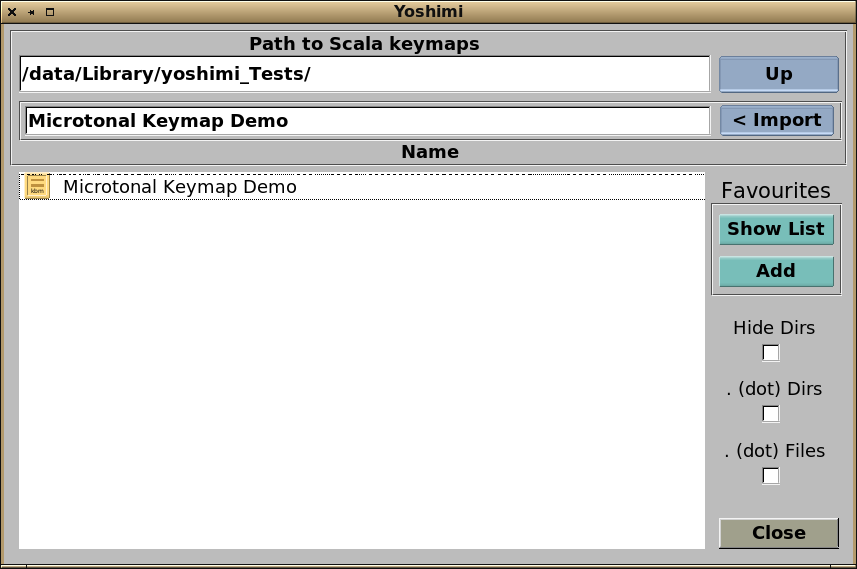 Yoshimi
Path to Scala keymaps
/data/Library/yoshimi_Tests/
Up
Microtonal Keymap Demo
< Import
Name
kbm
Microtonal Keymap Demo
Favourites
Show List
Add
Hide Dirs
. (dot) Dirs
. (dot) Files
Close